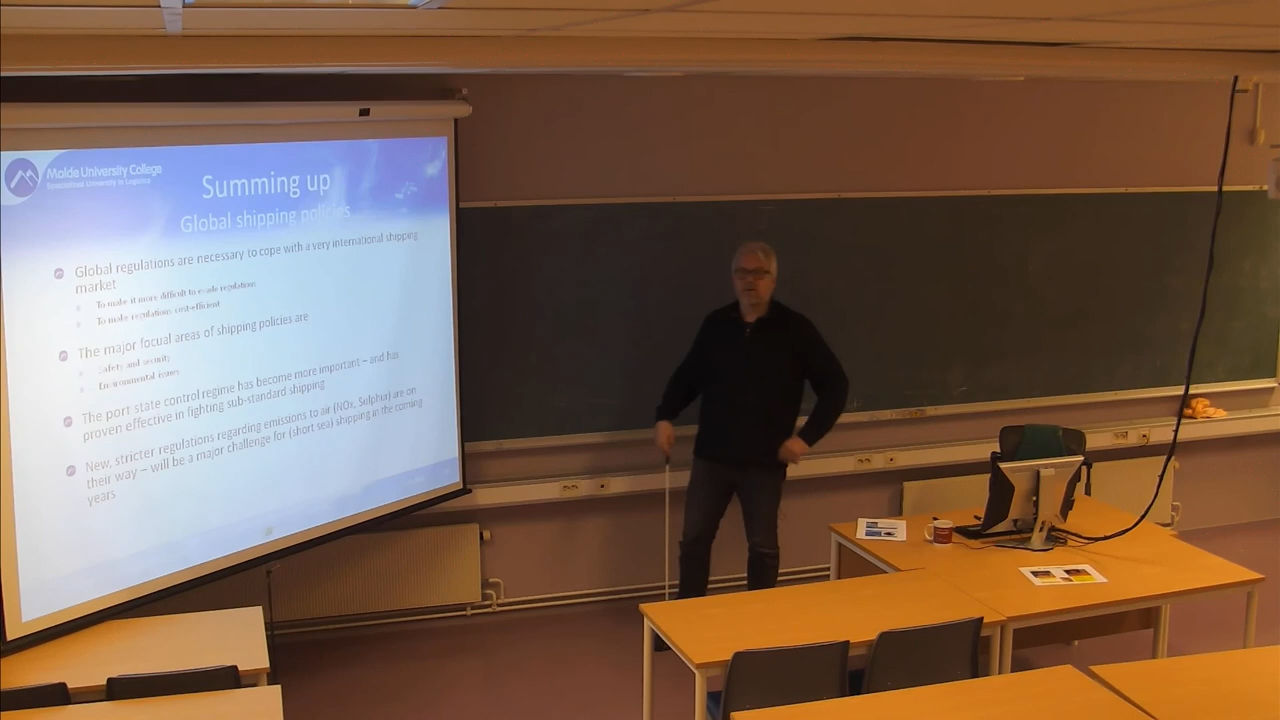 Molde University College
Specialized University in Logistics
Summing up
Global shipping policies
Global regulations are necessary to cope with a very international shipping
market
To make it more difficult to evade regulations
To make regulations cost-efficient
The major focual areas of shipping policies are
Safety and security
Environmental issues
The port state control regime has become more important – and has
proven effective in fighting sub-standard shipping
New, stricter regulations regarding emissions to air (NOx, Sulphur) are on
their way – will be a major challenge for (short sea) shipping in the coming
years